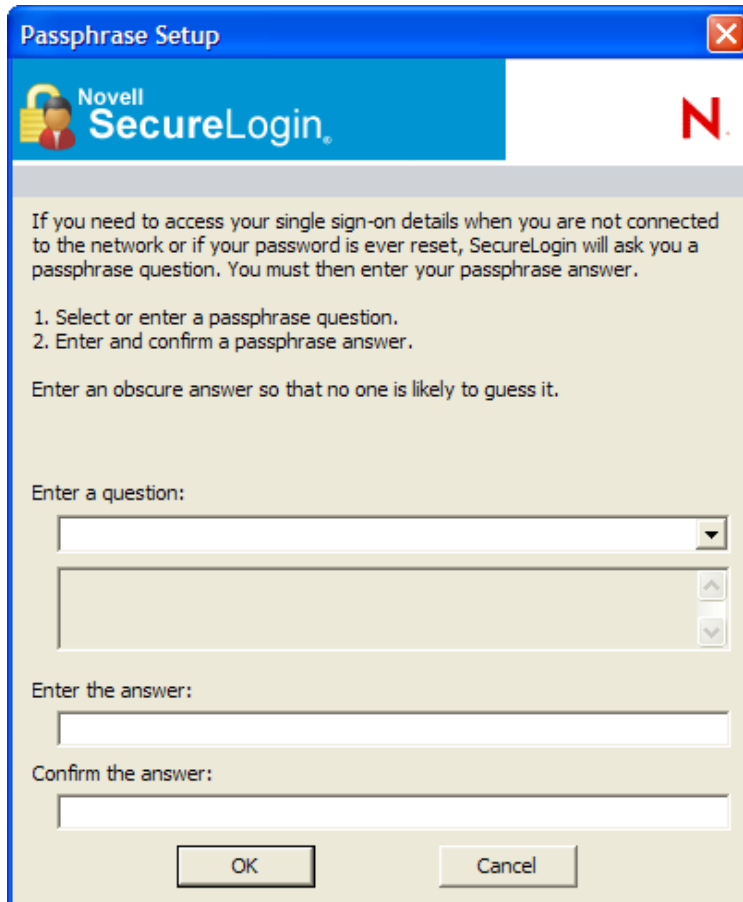 Passphrase Setup
Novell
SecureLogin®
N.
If you need to access your single sign-on details when you are not connected
to the network or if your password is ever reset, SecureLogin will ask you a
passphrase question. You must then enter your passphrase answer.
1. Select or enter a passphrase question.
2. Enter and confirm a passphrase answer.
Enter an obscure answer so that no one is likely to guess it.
Enter a question:
Enter the answer:
Confirm the answer:
OK
Cancel